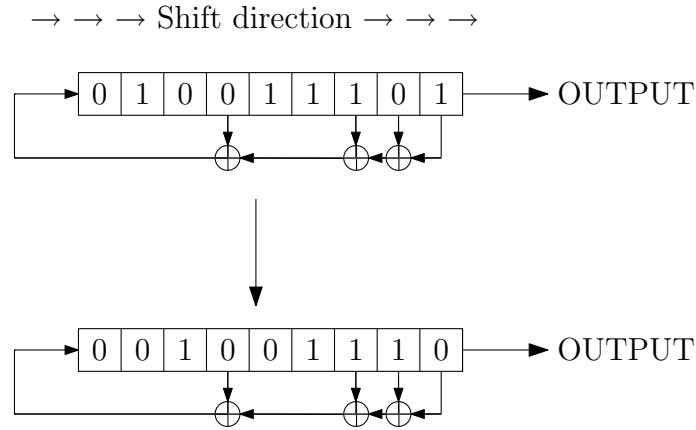 → → → Shift direction → → →
0 1 0 0 1 1 1 0 1 OUTPUT
0 0 1 0 0 1 1 1 0 OUTPUT